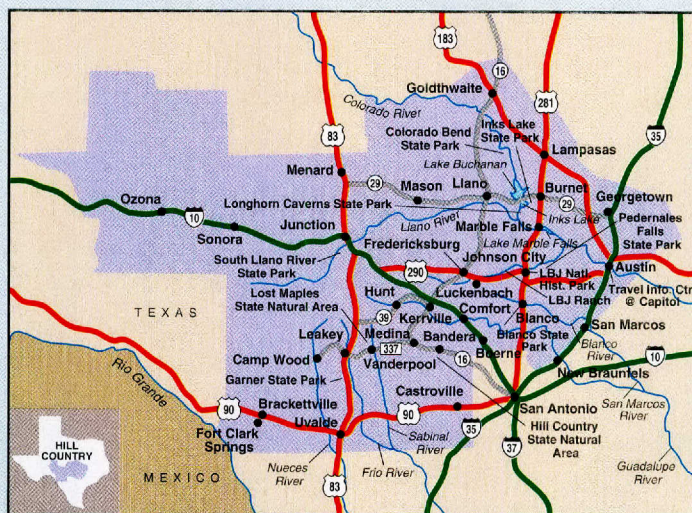 183
16
Goldthwaite
281
Colorado River
83
Colorado Bend
State Park
Inks Lake
State Park
35
Lampasas
Menard
Lake Buchanan
29
Mason
Llano
Burnet
29
Georgetown
Ozona
Longhorn Caverns State Park
Inks Lake
10
Sonora
Junction
Llano River
Marble Falls
Pedernales
Falls
State Park
Fredericksburg
Lake Marble Falls
South Llano River
State Park
290
Johnson City
LBJ Natl
Hist. Park
Austin
Lost Maples
State Natural Area
Hunt
Luckenbach
LBJ Ranch
Travel Info. Ctr
@ Capitol
TEXAS
39
Kerrville
Comfort
Blanco
San Marcos
Leakey
Medina
Bandera
Blanco State
Park
Blanco
River
Camp Wood
337
Vanderpool
16
Boerne
10
Rio Grande
Garner State Park
New Braunfels
90
Brackettville
Castroville
San Antonio
San Marcos
River
Fort Clark
Springs
Uvalde
90
35
Hill Country
State Natural
Area
HILL
COUNTRY
Sabinal
River
37
Guadalupe
River
MEXICO
Nueces
River
Frio River
83